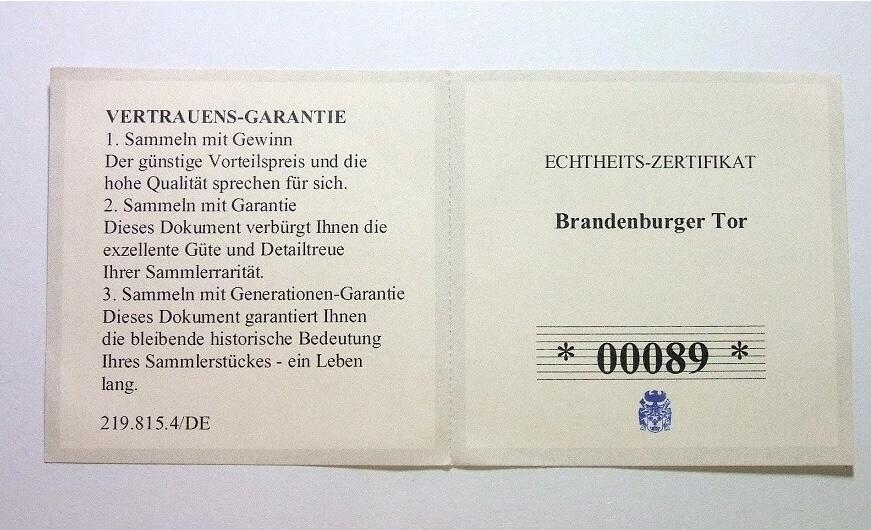 VERTRAUENS-GARANTIE
1. Sammeln mit Gewinn
Der günstige Vorteilspreis und die
hohe Qualität sprechen für sich.
2. Sammeln mit Garantie
Dieses Dokument verbürgt Ihnen die
exzellente Güte und Detailtreue
Ihrer Sammlerrarität.
3. Sammeln mit Generationen-Garantie
Dieses Dokument garantiert Ihnen
die bleibende historische Bedeutung
Ihres Sammlerstückes - ein Leben
lang.
219.815.4/DE
ECHTHEITS-ZERTIFIKAT
Brandenburger Tor
* 00089 *